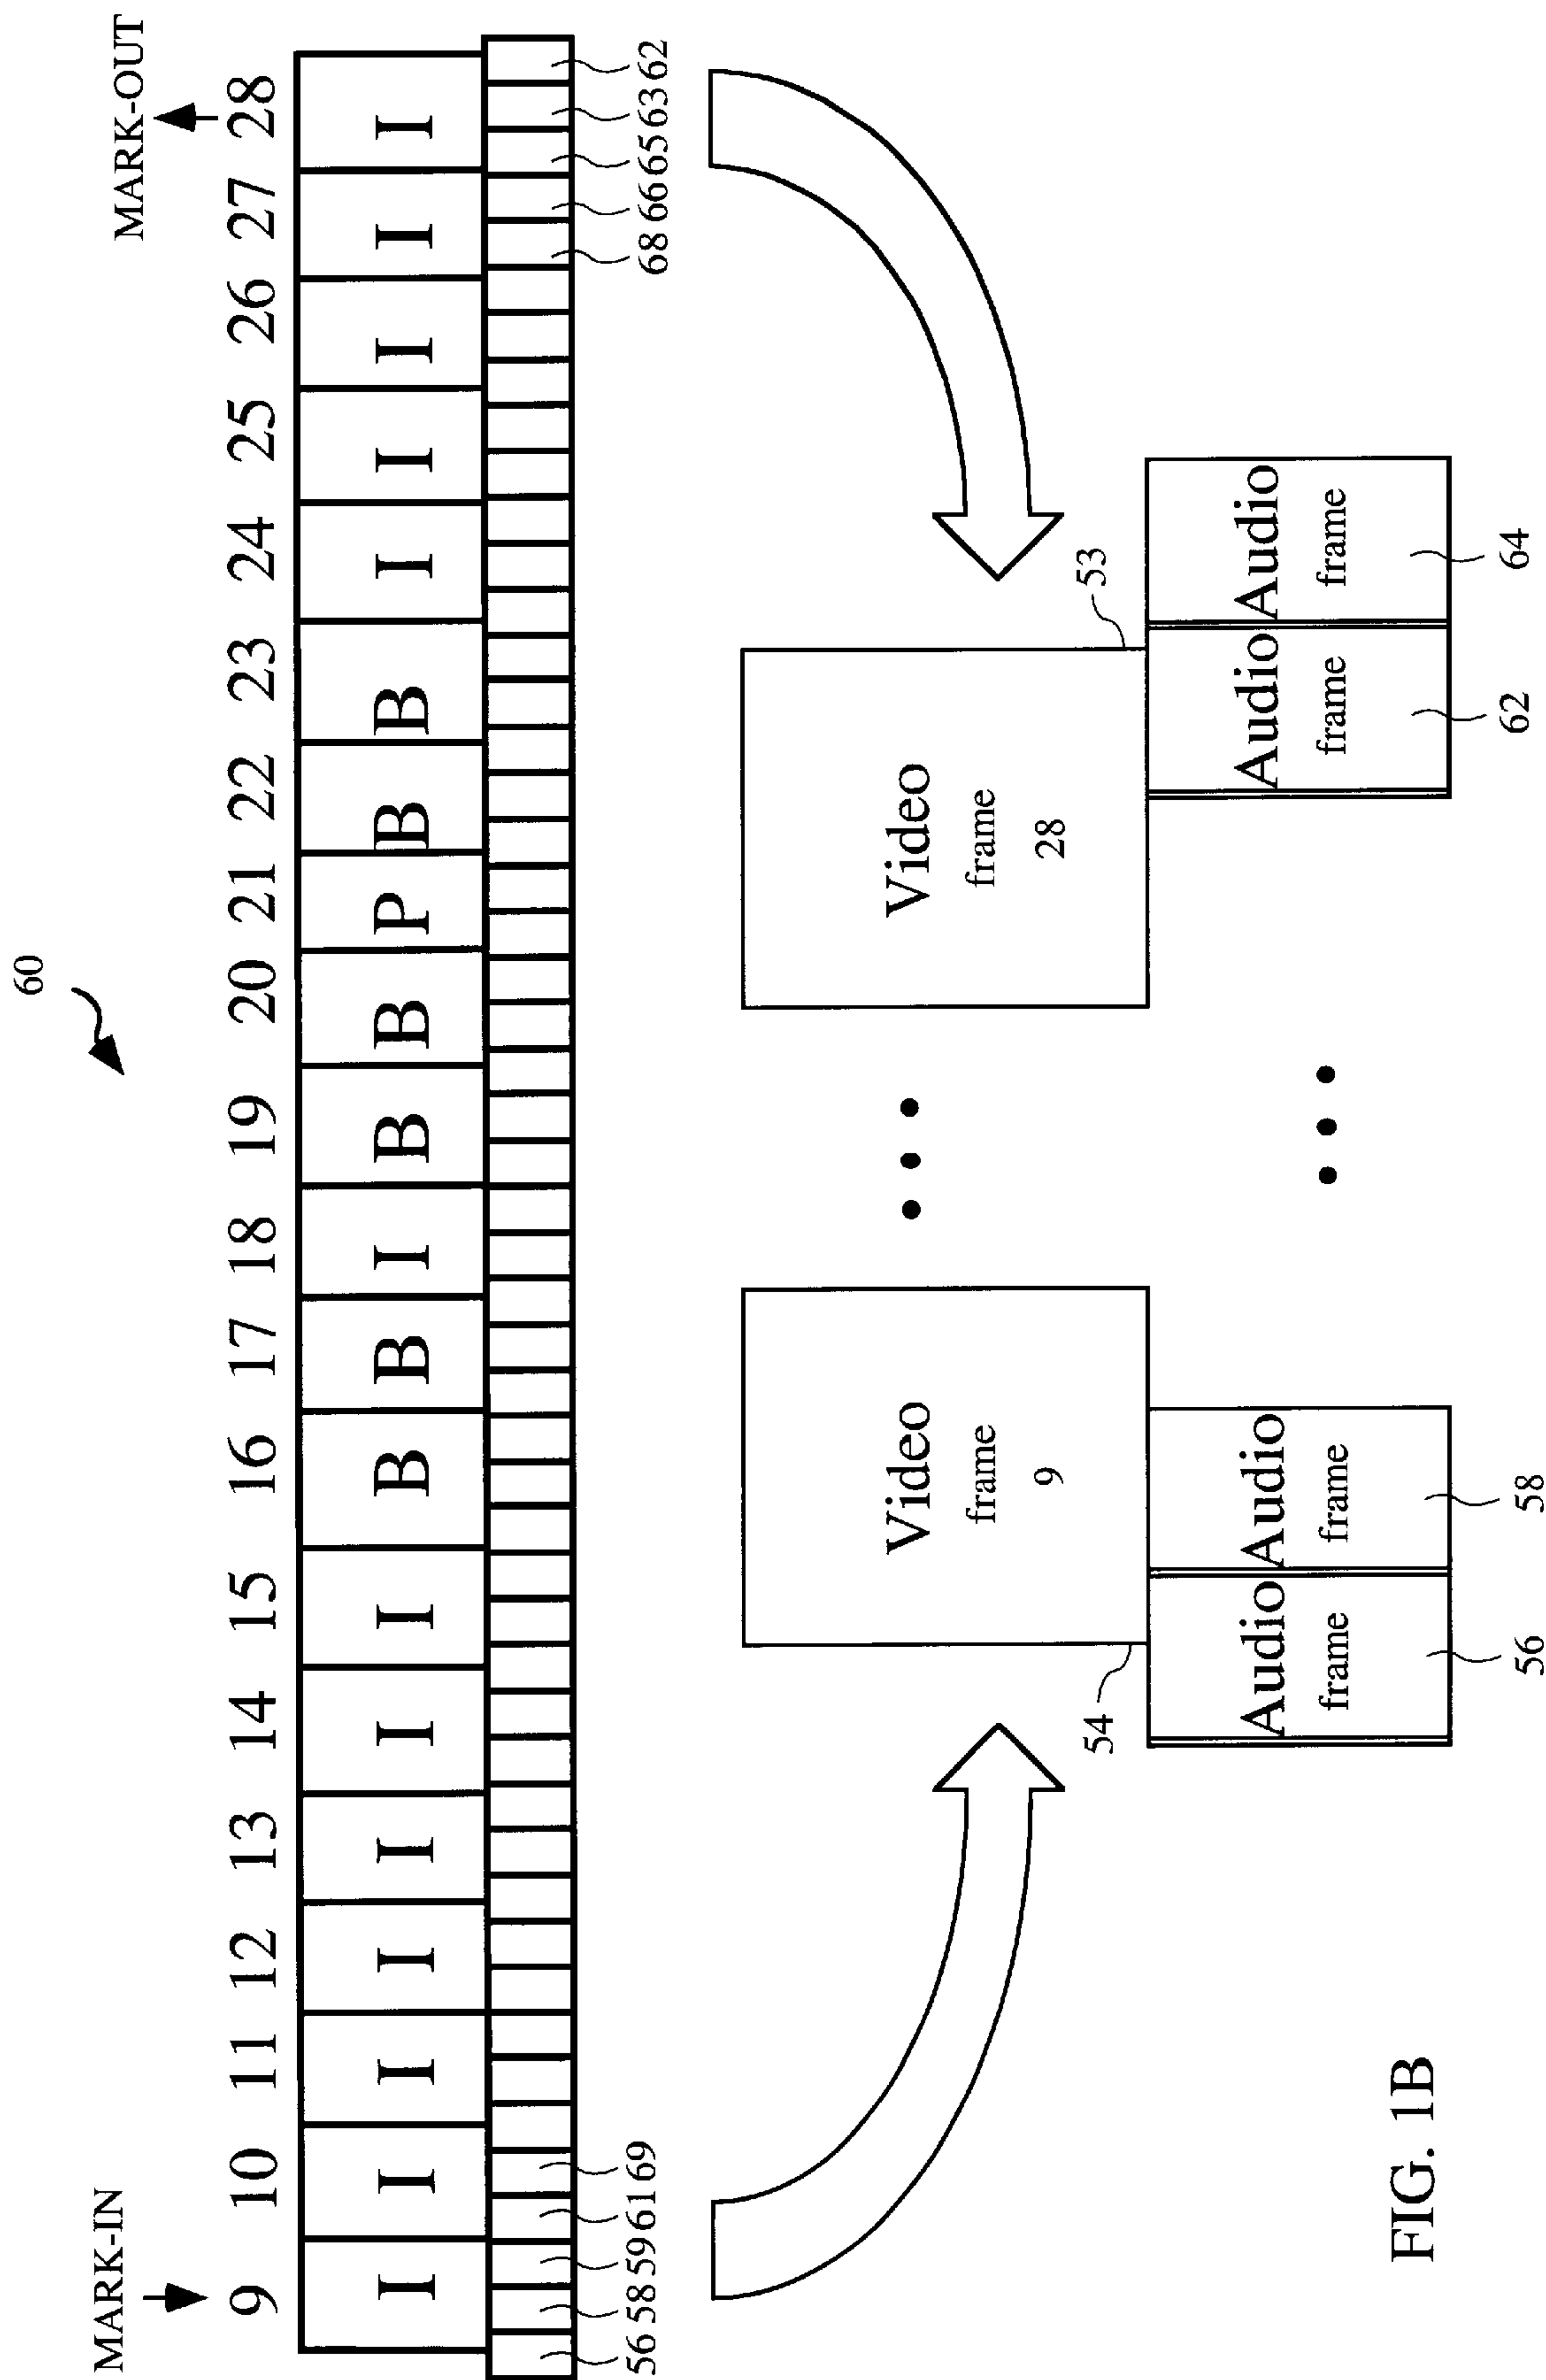 60
MARK-IN
MARK-OUT
9 10 11 12 13 14 15 16 17 18 19 20 21 22 23 24 25 26 27 28
I I I I I I I B B I B B P B B I I I I I
56 58 59 61 69
68 66 65 63 62
54
53
Video
frame
9
Video
frame
28
Audio
frame
Audio
frame
Audio
frame
Audio
frame
56
58
62
64
FIG. 1B